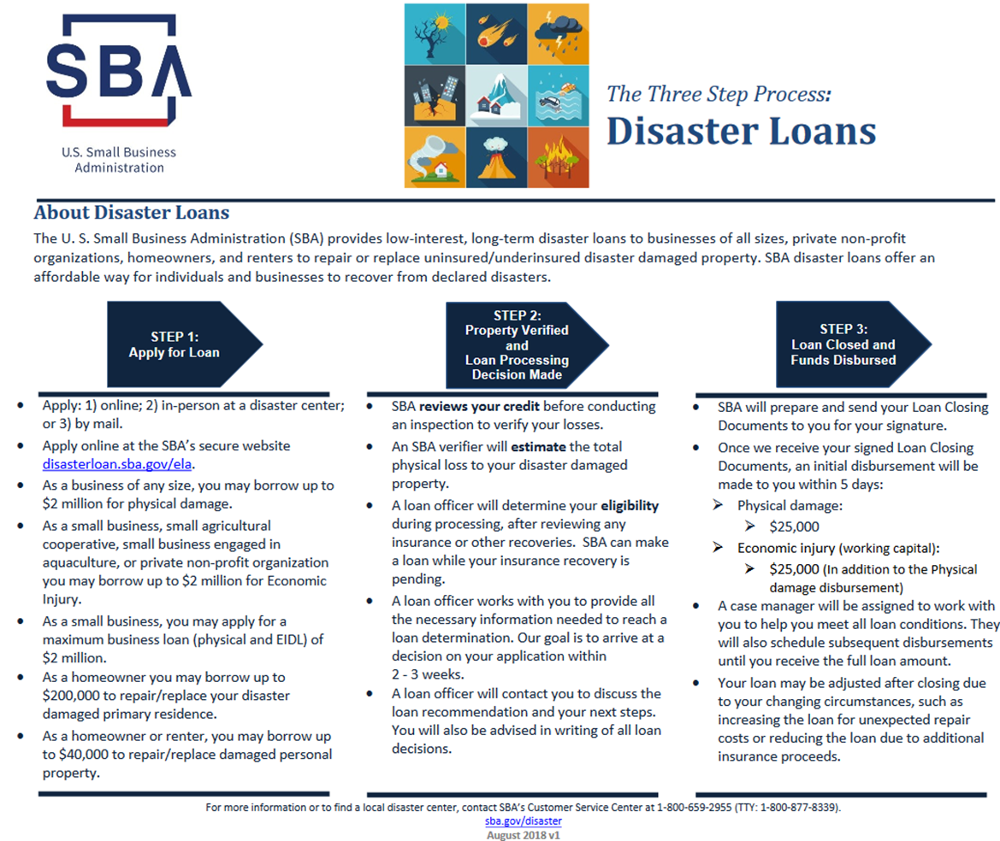 SBA
U.S. Small Business
Administration
The Three Step Process:
Disaster Loans
About Disaster Loans
The U. S. Small Business Administration (SBA) provides low-interest, long-term disaster loans to businesses of all sizes, private non-profit
organizations, homeowners, and renters to repair or replace uninsured/underinsured disaster damaged property. SBA disaster loans offer an
affordable way for individuals and businesses to recover from declared disasters.
STEP 1:
Apply for Loan
• Apply: 1) online; 2) in-person at a disaster center;
or 3) by mail.
• Apply online at the SBA’s secure website
disasterloan.sba.gov/ela.
• As a business of any size, you may borrow up to
$2 million for physical damage.
• As a small business, small agricultural
cooperative, small business engaged in
aquaculture, or private non-profit organization
you may borrow up to $2 million for Economic
Injury.
• As a small business, you may apply for a
maximum business loan (physical and EIDL) of
$2 million.
• As a homeowner you may borrow up to
$200,000 to repair/replace your disaster
damaged primary residence.
• As a homeowner or renter, you may borrow up
to $40,000 to repair/replace damaged personal
property.
STEP 2:
Property Verified
and
Loan Processing
Decision Made
• SBA reviews your credit before conducting
an inspection to verify your losses.
• An SBA verifier will estimate the total
physical loss to your disaster damaged
property.
• A loan officer will determine your eligibility
during processing, after reviewing any
insurance or other recoveries. SBA can make
a loan while your insurance recovery is
pending.
• A loan officer works with you to provide all
the necessary information needed to reach a
loan determination. Our goal is to arrive at a
decision on your application within
2 - 3 weeks.
• A loan officer will contact you to discuss the
loan recommendation and your next steps.
You will also be advised in writing of all loan
decisions.
STEP 3:
Loan Closed and
Funds Disbursed
• SBA will prepare and send your Loan Closing
Documents to you for your signature.
• Once we receive your signed Loan Closing
Documents, an initial disbursement will be
made to you within 5 days:
➢ Physical damage:
➢ $25,000
➢ Economic injury (working capital):
➢ $25,000 (In addition to the Physical
damage disbursement)
• A case manager will be assigned to work with
you to help you meet all loan conditions. They
will also schedule subsequent disbursements
until you receive the full loan amount.
• Your loan may be adjusted after closing due
to your changing circumstances, such as
increasing the loan for unexpected repair
costs or reducing the loan due to additional
insurance proceeds.
For more information or to find a local disaster center, contact SBA’s Customer Service Center at 1-800-659-2955 (TTY: 1-800-877-8339).
sba.gov/disaster
August 2018 v1